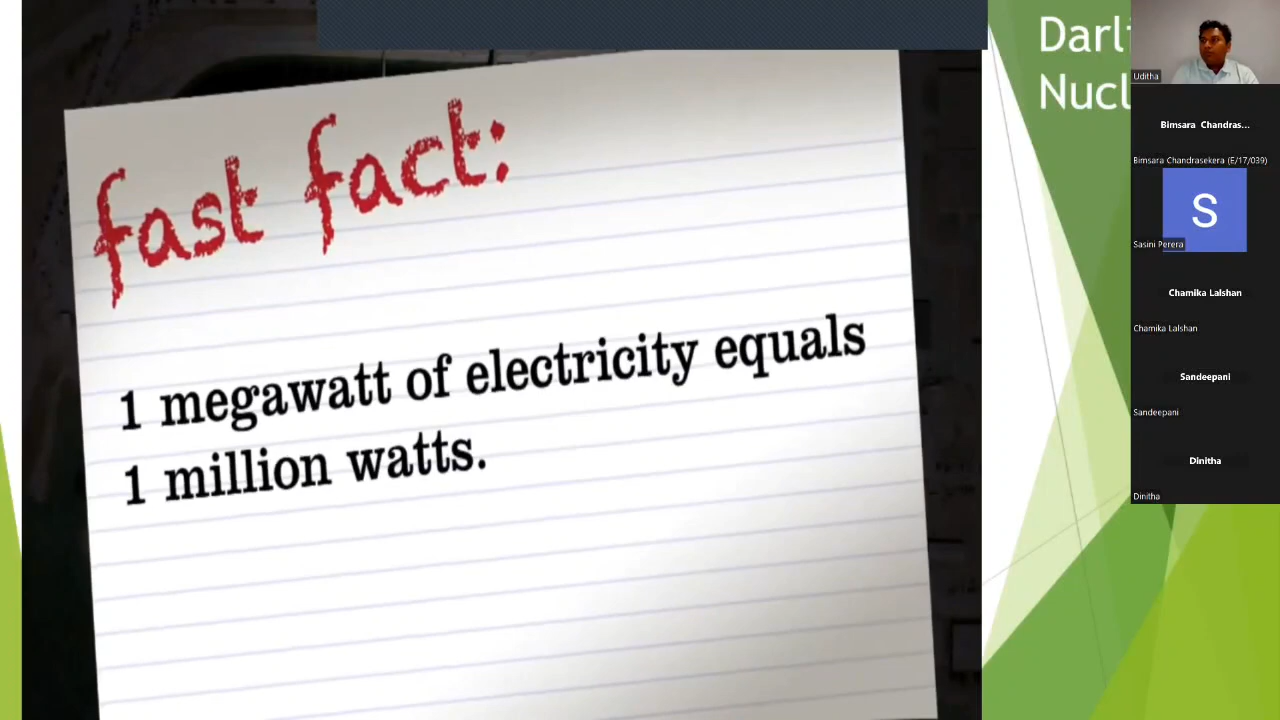 fast fact:
1 megawatt of electricity equals
1 million watts.
Uditha
Bimsara Chandras...
Bimsara Chandrasekera (E/17/039)
S
Sasini Perera
Chamika Lalshan
Chamika Lalshan
Sandeepani
Sandeepani
Dinitha
Dinitha